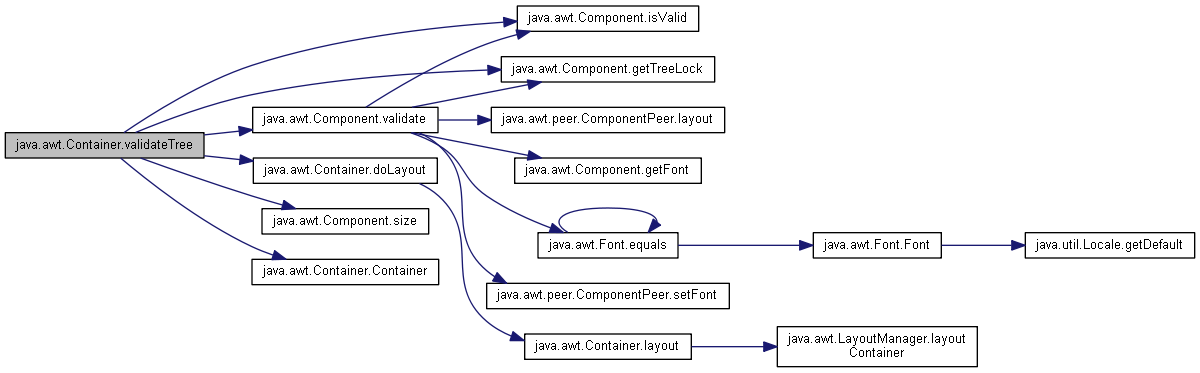 java.awt.Component.isValid
java.awt.Component.getTreeLock
java.awt.Component.validate
java.awt.peer.ComponentPeer.layout
java.awt.Container.validateTree
java.awt.Container.doLayout
java.awt.Component.getFont
java.awt.Component.size
java.awt.Font.equals
java.awt.Font.Font
java.util.Locale.getDefault
java.awt.Container.Container
java.awt.peer.ComponentPeer.setFont
java.awt.Container.layout
java.awt.LayoutManager.layout
Container